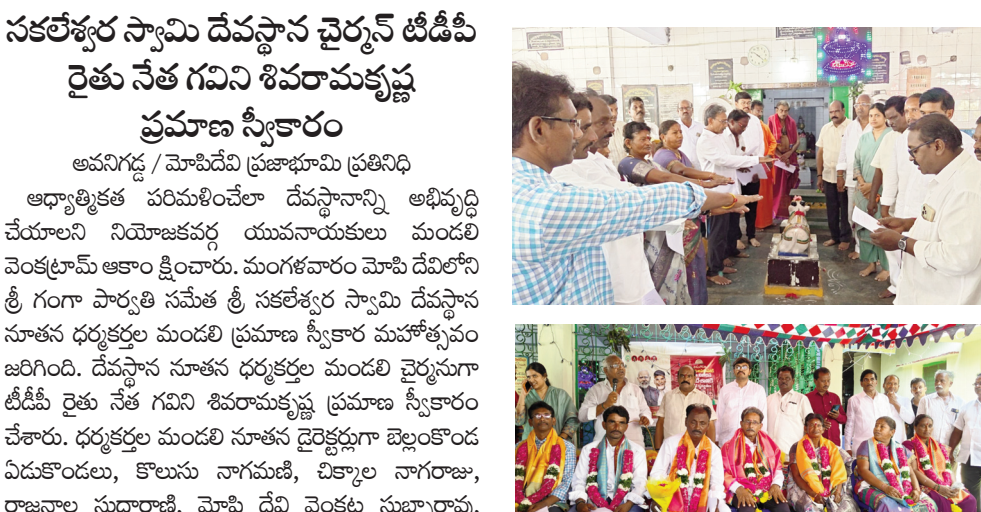 సకలేశ్వర స్వామి దేవస్థాన చైర్మన్ టీడీపీ
రైతు నేత గవిని శివరామకృష్ణ
ప్రమాణ స్వీకారం
అవనిగడ్డ / మోపిదేవి ప్రజాభూమి ప్రతినిధి
ఆధ్యాత్మికత పరిమళించేలా దేవస్థానాన్ని అభివృద్ధి
చేయాలని నియోజకవర్గ యువనాయకులు మండలి
వెంకట్రామ్ ఆకాం క్షించారు. మంగళవారం మోపి దేవిలోని
శ్రీ గంగా పార్వతి సమేత శ్రీ సకలేశ్వర స్వామి దేవస్థాన
నూతన ధర్మకర్తల మండలి ప్రమాణ స్వీకార మహోత్సవం
జరిగింది. దేవస్థాన నూతన ధర్మకర్తల మండలి చైర్మనుగా
టీడీపీ రైతు నేత గవిని శివరామకృష్ణ ప్రమాణ స్వీకారం
చేశారు. ధర్మకర్తల మండలి నూతన డైరెక్టర్లుగా బెల్లంకొండ
ఏడుకొండలు, కొలుసు నాగమణి, చిక్కాల నాగరాజు,
రాజనాల సుధారాణి, మోపి దేవి వెంకట సుబ్బారావు,